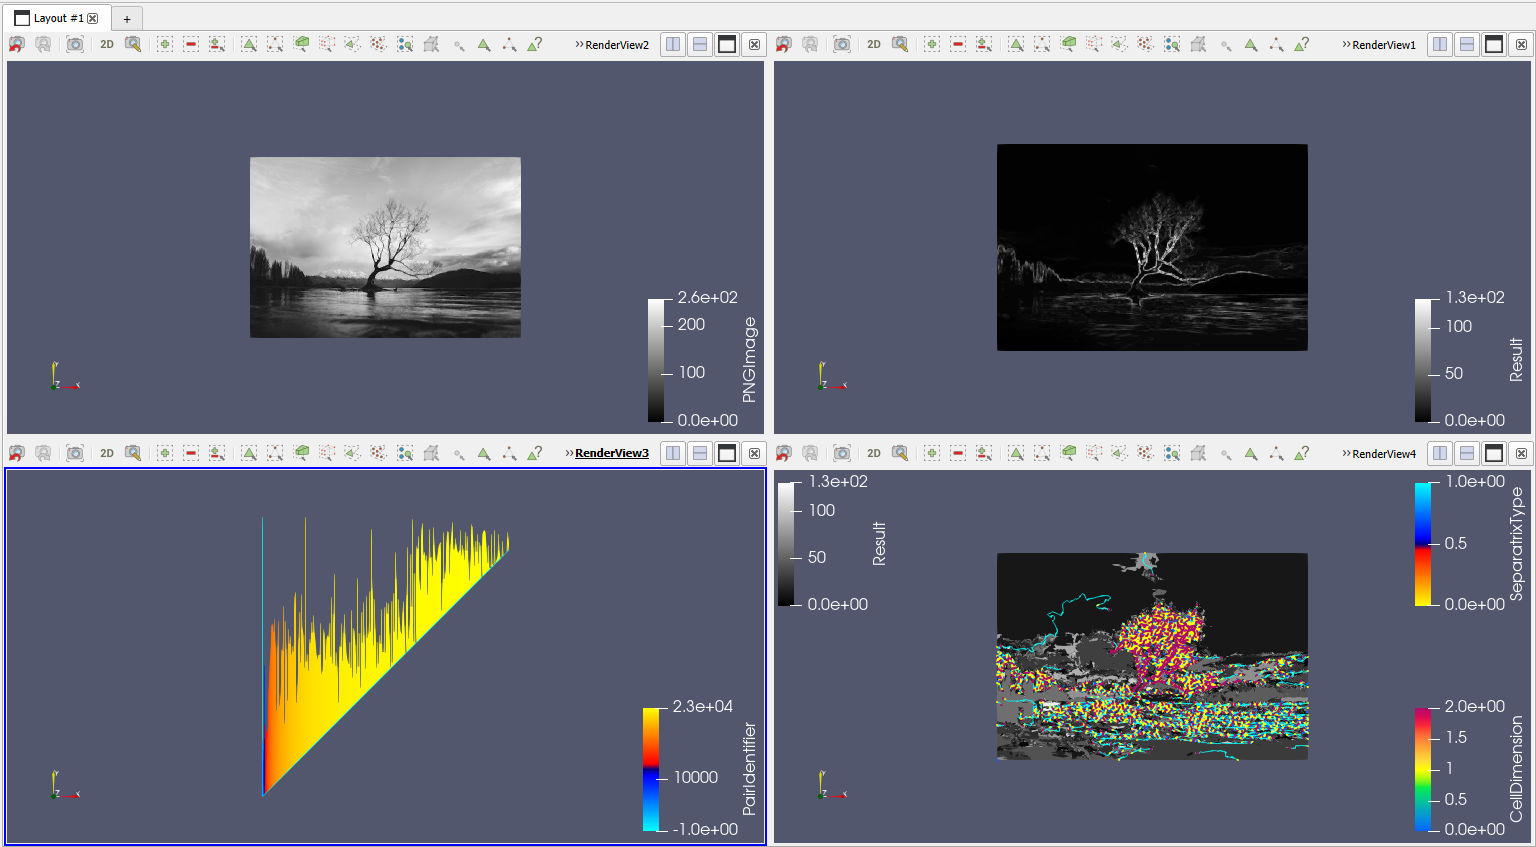 Layout #1
+
2D
RenderView2
2D
RenderView1
2.6e+02
200
100
0.0e+00
PNGImage
Y
Z
X
1.3e+02
100
50
0.0e+00
Result
Y
Z
X
2D
RenderView3
2D
RenderView4
2.3e+04
10000
-1.0e+00
PairIdentifier
Y
Z
X
1.3e+02
100
50
0.0e+00
Result
1.0e+00
0.5
0.0e+00
SeparatrixType
2.0e+00
1.5
1
0.5
0.0e+00
CellDimension
Y
Z
X